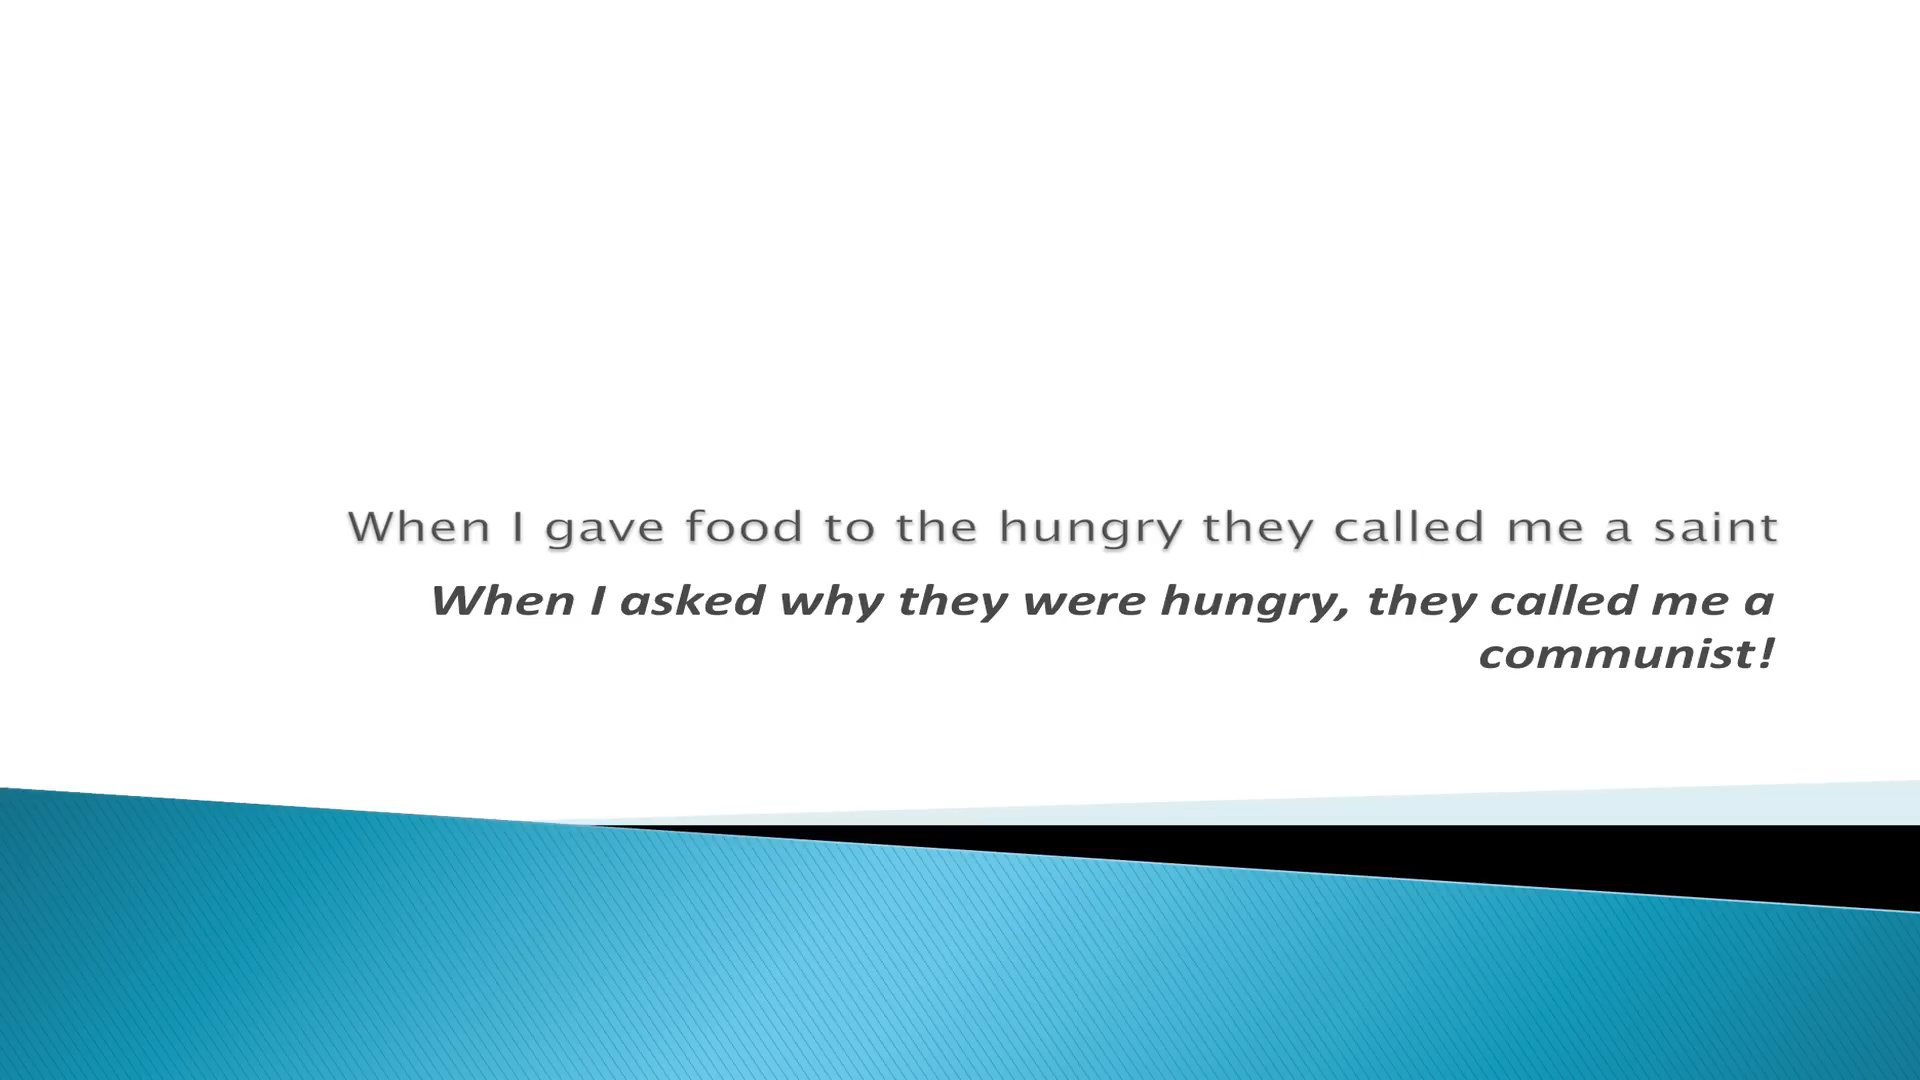 When I gave food to the hungry they called me a saint
When I asked why they were hungry, they called me a
communist!